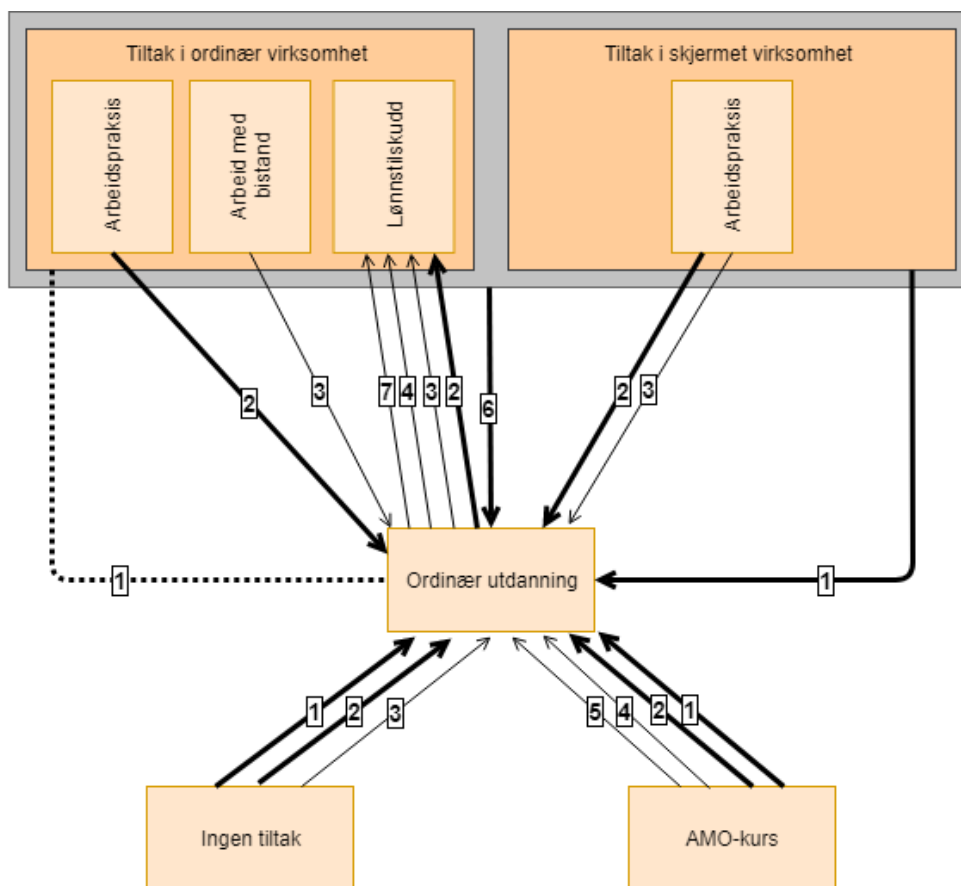 Tiltak i ordinær virksomhet
Tiltak i skjermet virksomhet
Arbeidspraksis
Arbeid med
bistand
Lønnstilskudd
Arbeidspraksis
2
3
7
4
3
2
6
2
3
1
Ordinær utdanning
1
1
2
3
5
4
2
1
Ingen tiltak
AMO-kurs